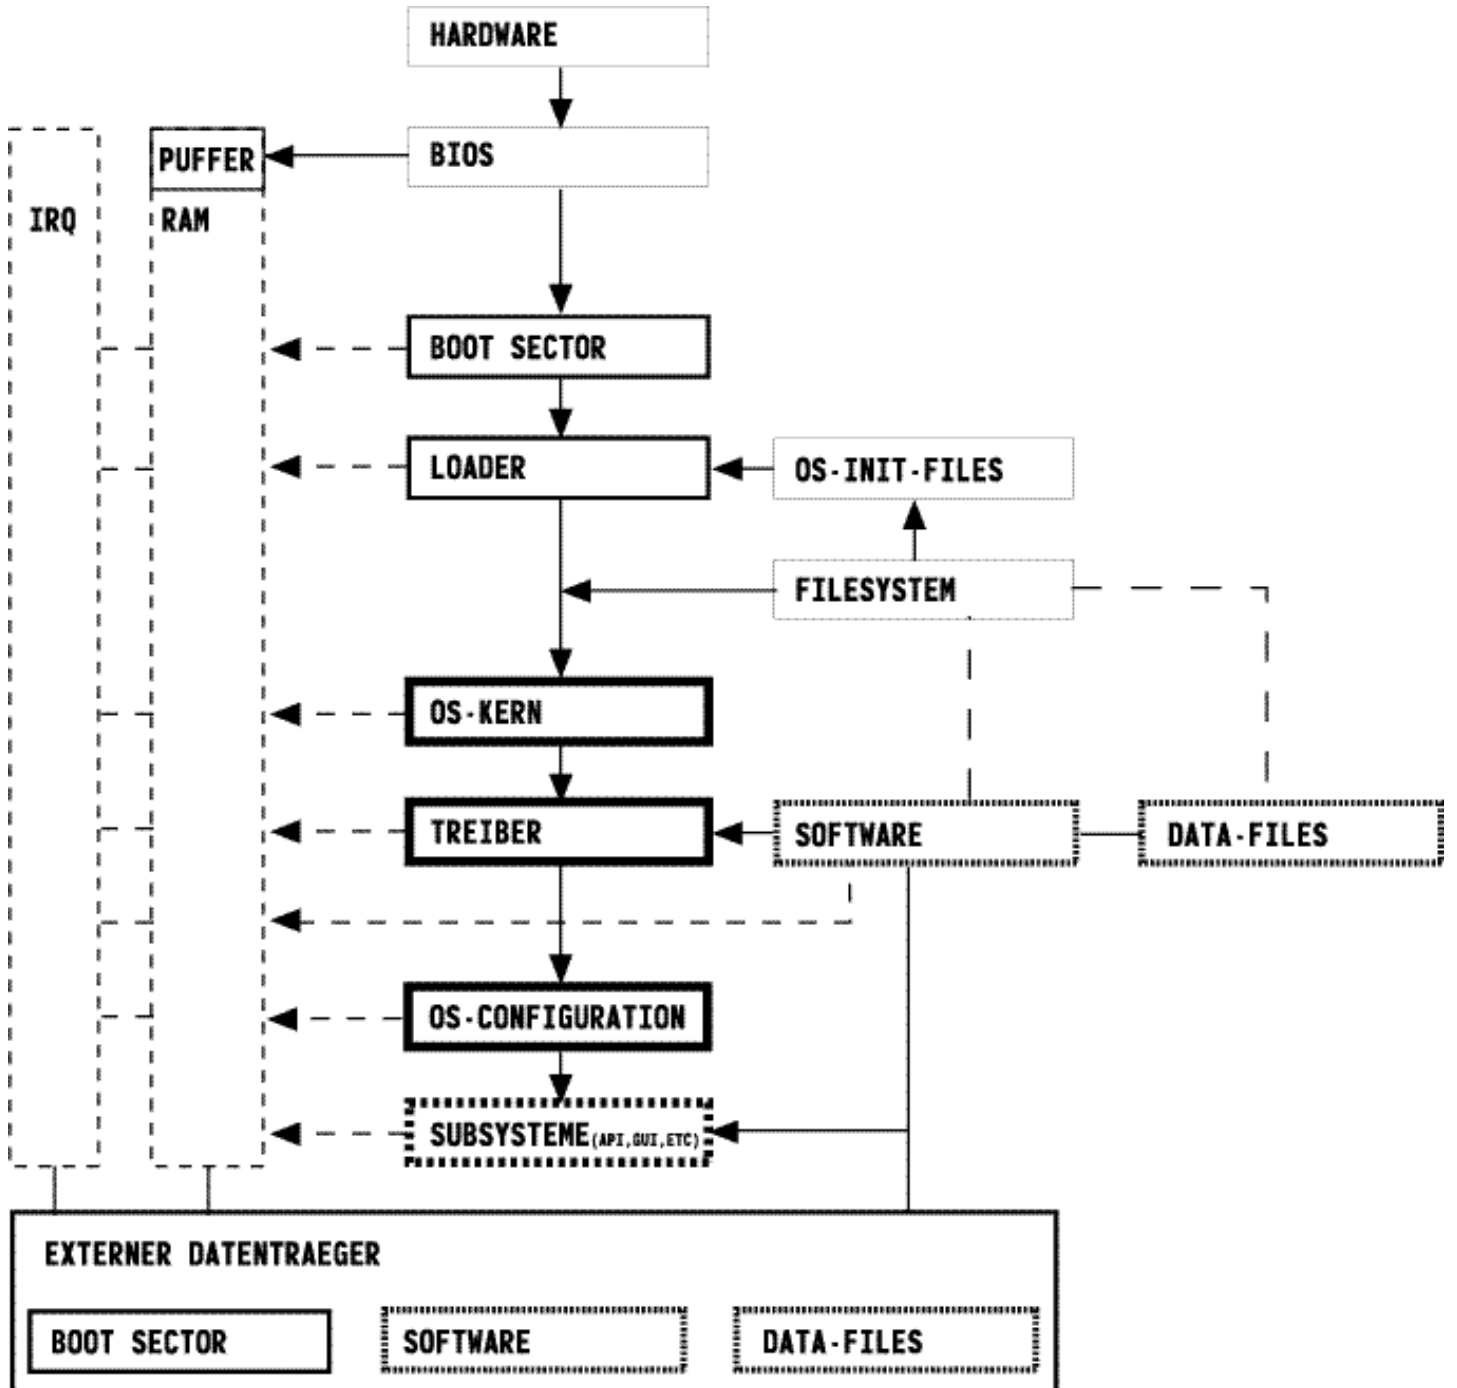 HARDWARE
PUFFER
BIOS
IRQ
RAM
BOOT SECTOR
LOADER
OS-INIT-FILES
FILESYSTEM
OS-KERN
TREIBER
SOFTWARE
DATA-FILES
OS-CONFIGURATION
SUBSYSTEME(API,GUI,ETC)
EXTERNER DATENTRAEGER
BOOT SECTOR
SOFTWARE
DATA-FILES